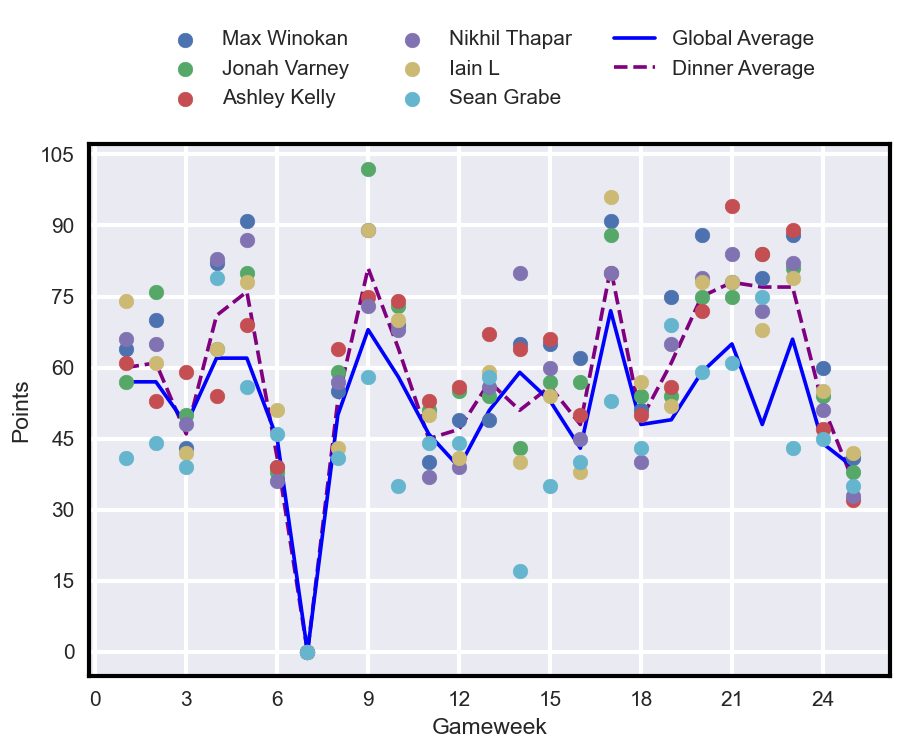 Max Winokan
Jonah Varney
Ashley Kelly
Nikhil Thapar
Iain L
Sean Grabe
Global Average
Dinner Average
105
90
75
60
45
30
15
0
Points
0 3 6 9 12 15 18 21 24
Gameweek